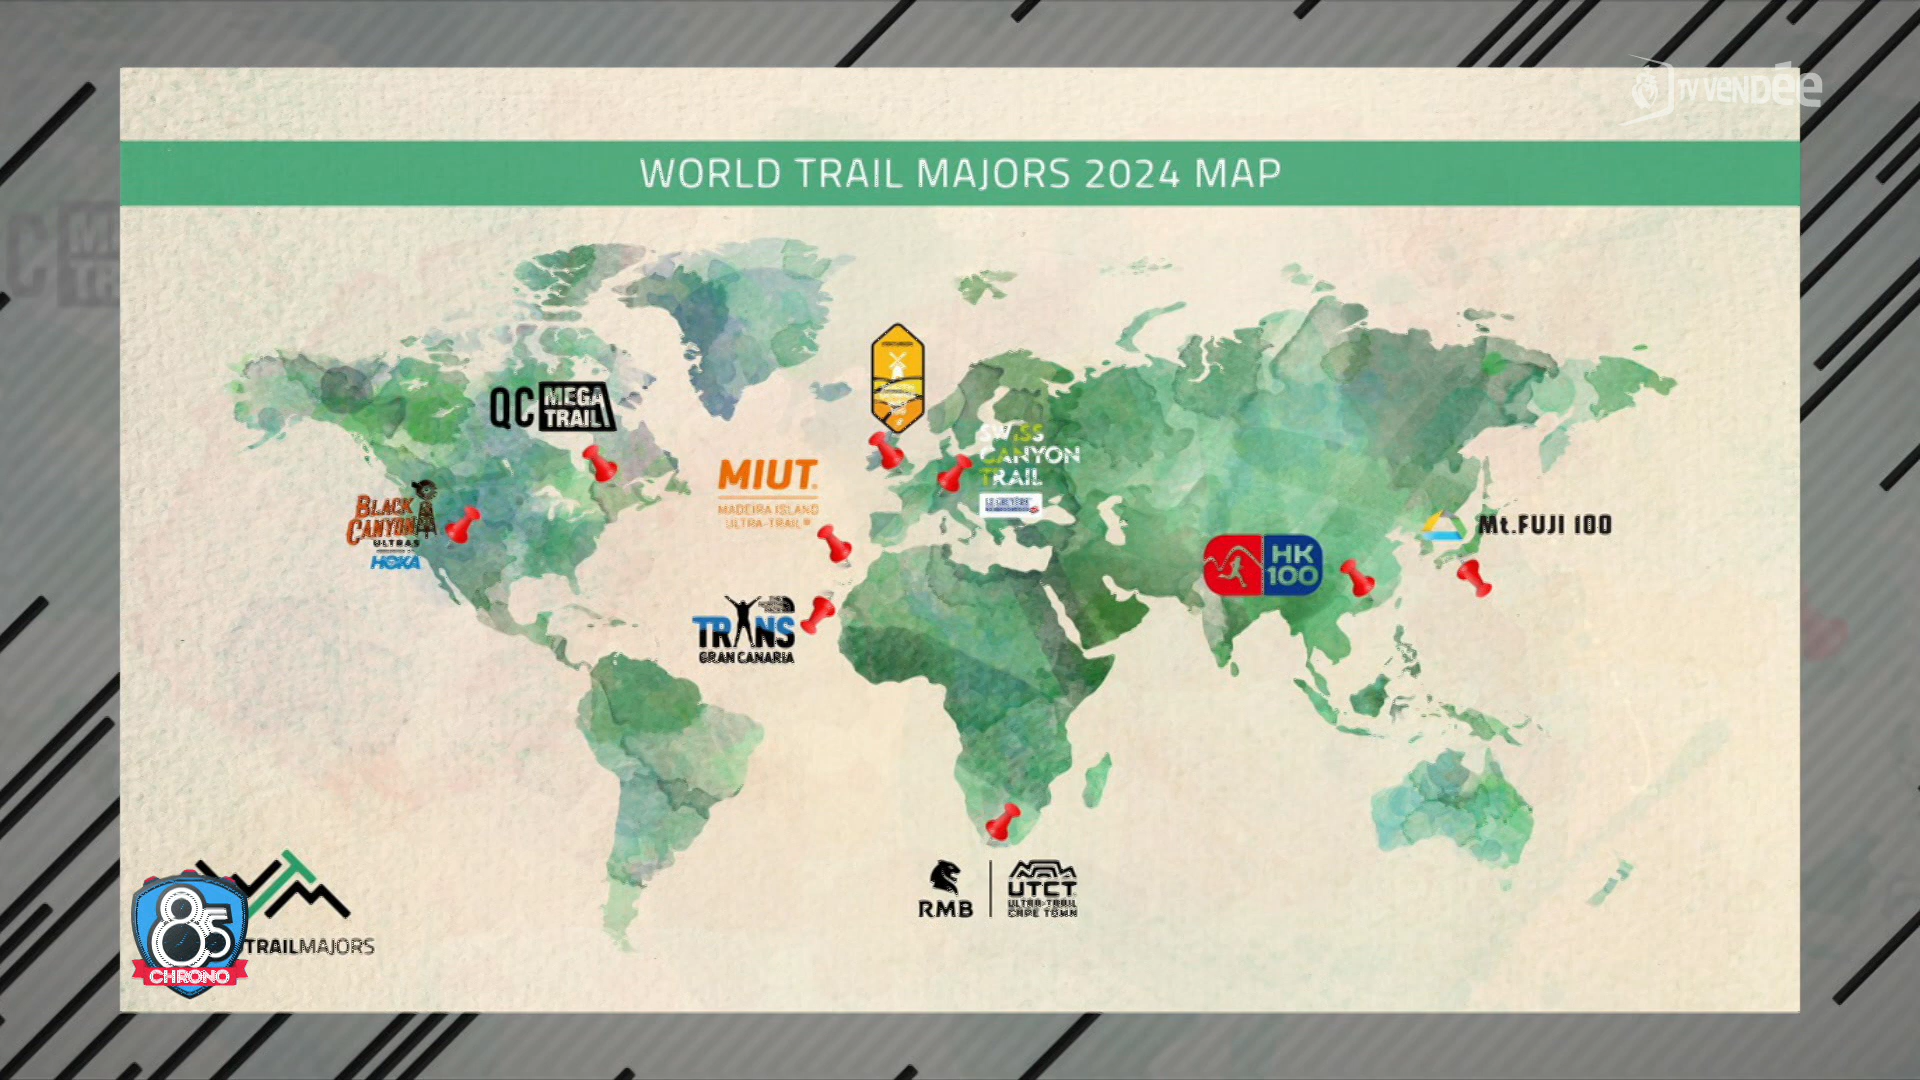 TV VENDÉE
WORLD TRAIL MAJORS 2024 MAP
QC MEGA
TRAIL
SWISS
CANYON
TRAIL
MIUT
MADEIRA ISLAND
ULTRA-TRAIL®
BLACK
CANYON
ULTRAS
HOKA
Mt.FUJI 100
HK
100
TRANS
GRAN CANARIA
RMB
UTCT
ULTRA-TRAIL
CAPE TOWN
85
CHRONO
TRAILMAJORS